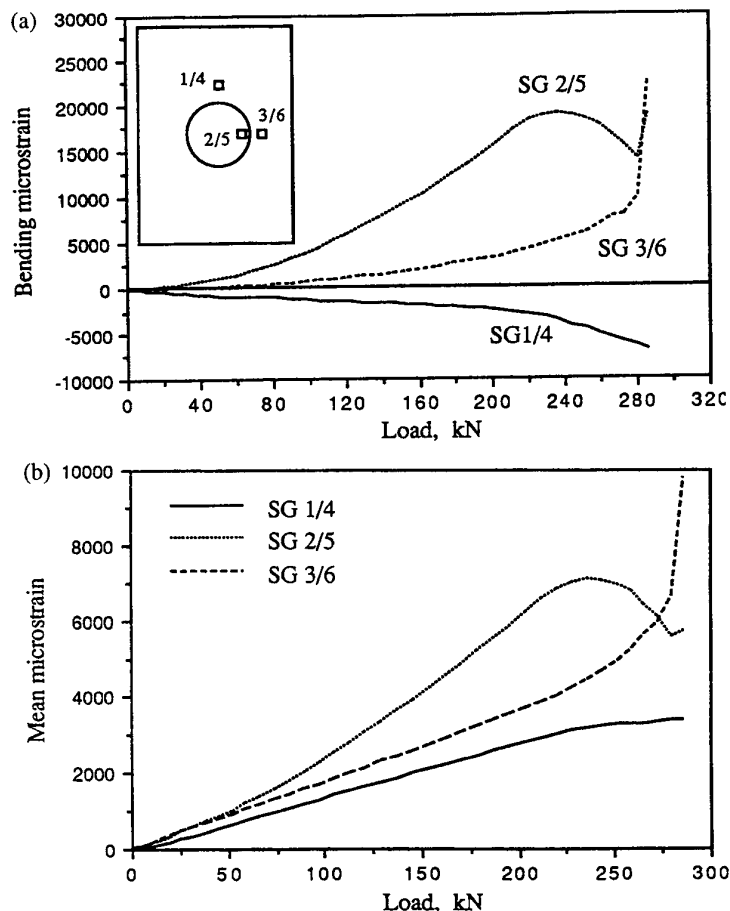 (a)
30000
25000
20000
15000
10000
5000
0
-5000
-10000
Bending microstrain
1/4
2/5
3/6
SG 2/5
SG 3/6
SG1/4
0 40 80 120 160 200 240 280 320
Load, kN
(b)
10000
8000
6000
4000
2000
0
Mean microstrain
SG 1/4
SG 2/5
SG 3/6
0 50 100 150 200 250 300
Load, kN